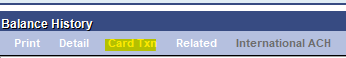 Balance History
Print Detail Card Txn Related International ACH